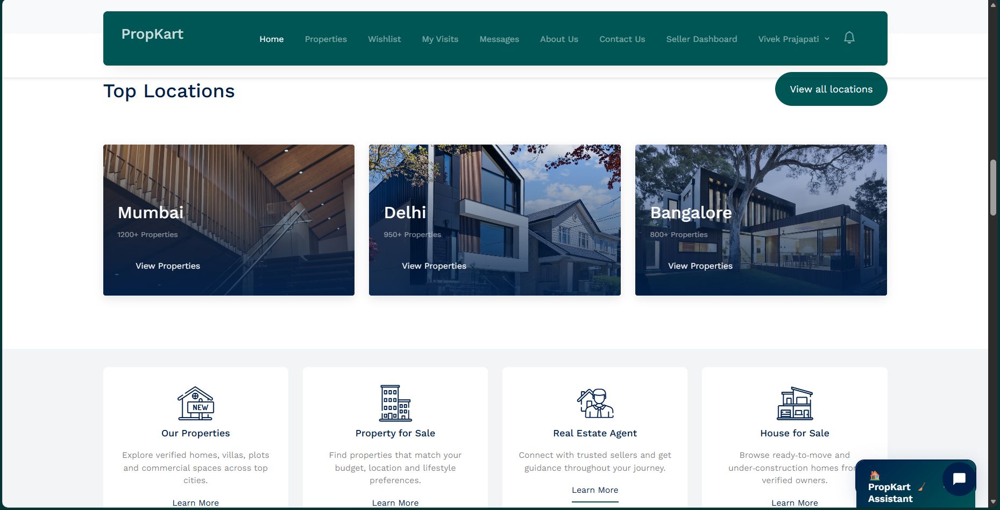 PropKart
Home Properties Wishlist My Visits Messages About Us Contact Us Seller Dashboard Vivek Prajapati
Top Locations
View all locations
Mumbai
1200+ Properties
View Properties
Delhi
950+ Properties
View Properties
Bangalore
800+ Properties
View Properties
NEW
Our Properties
Explore verified homes, villas, plots
and commercial spaces across top
cities.
Learn More
Property for Sale
Find properties that match your
budget, location and lifestyle
preferences.
Learn More
Real Estate Agent
Connect with trusted sellers and get
guidance throughout your journey.
Learn More
House for Sale
Browse ready-to-move and
under-construction homes from
verified owners.
Learn More
PropKart
Assistant